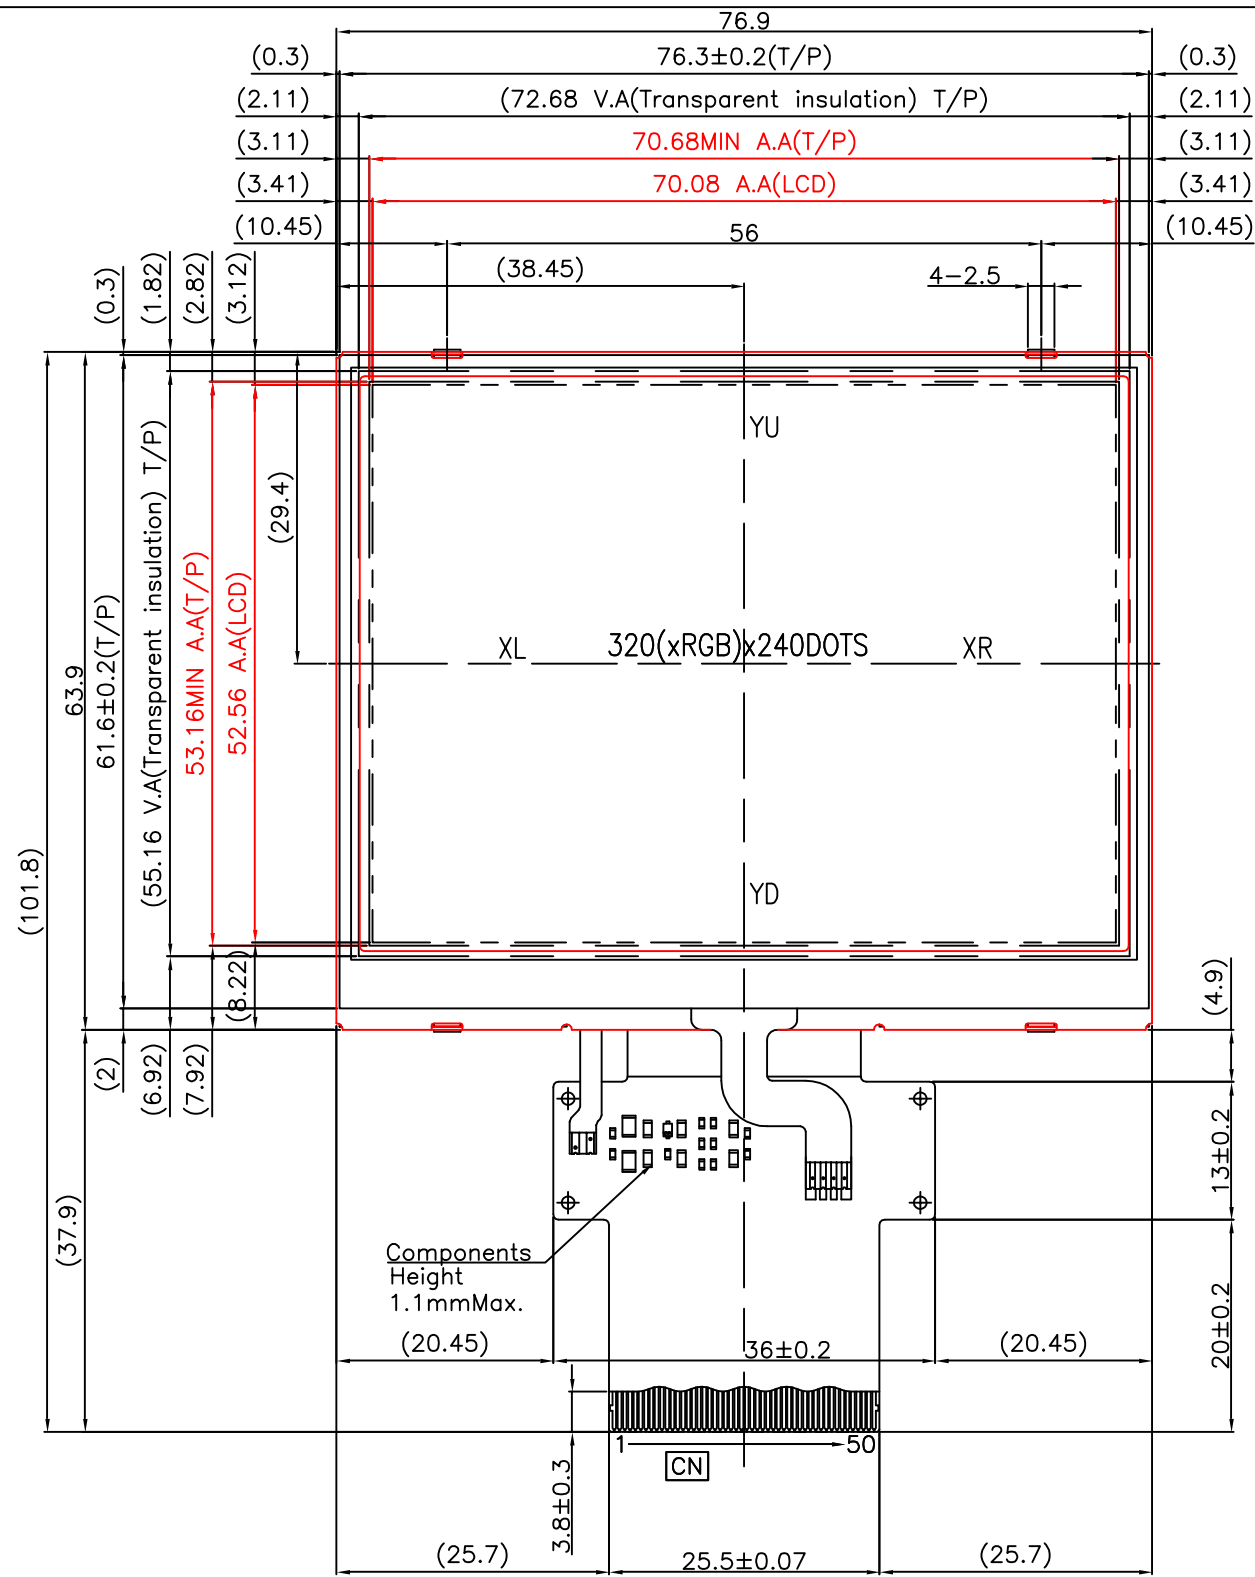 76.9
(0.3) 76.3±0.2(T/P) (0.3)
(2.11) (72.68 V.A(Transparent insulation) T/P) (2.11)
(3.11) 70.68MIN A.A(T/P) (3.11)
(3.41) 70.08 A.A(LCD) (3.41)
(10.45) 56 (10.45)
(38.45) 4-2.5
(0.3)
(1.82)
(2.82)
(3.12)
(101.8)
63.9
61.6±0.2(T/P)
(55.16 V.A(Transparent insulation) T/P)
53.16MIN A.A(T/P)
52.56 A.A(LCD)
(29.4)
YU
XL 320(xRGB)x240DOTS XR
YD
(8.22)
(2)
(6.92)
(7.92)
(37.9)
(4.9)
13±0.2
20±0.2
Components
Height
1.1mmMax.
(20.45) 36±0.2 (20.45)
1 50
CN
3.8±0.3
(25.7) 25.5±0.07 (25.7)